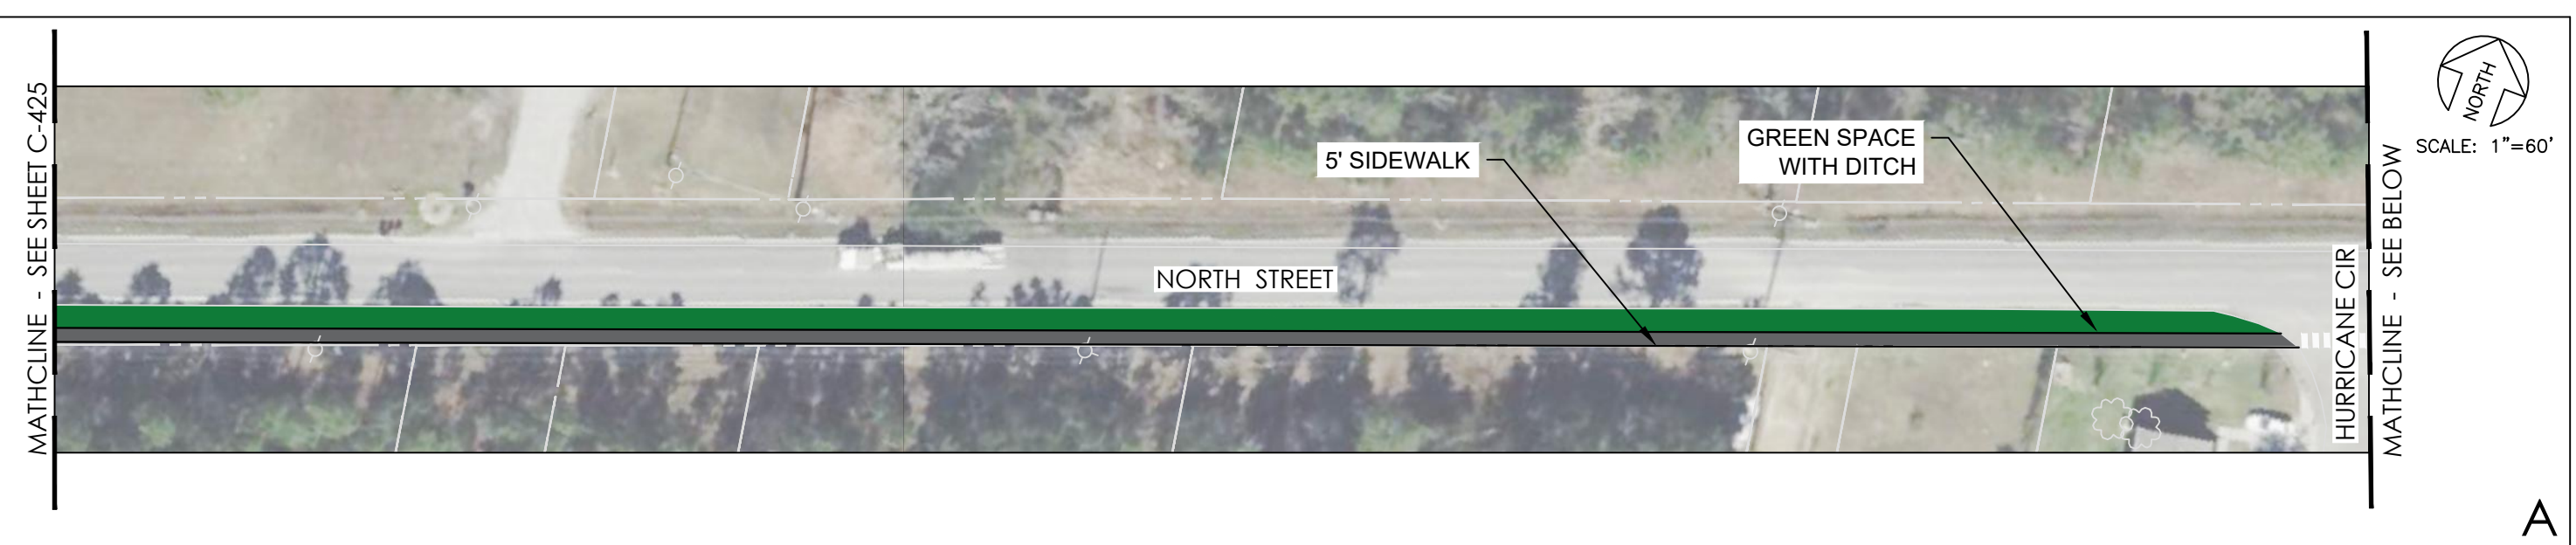 MATHCLINE - SEE SHEET C-425
5' SIDEWALK
GREEN SPACE
WITH DITCH
NORTH STREET
HURRICANE CIR
MATHCLINE - SEE BELOW
NORTH
SCALE: 1"=60'
A